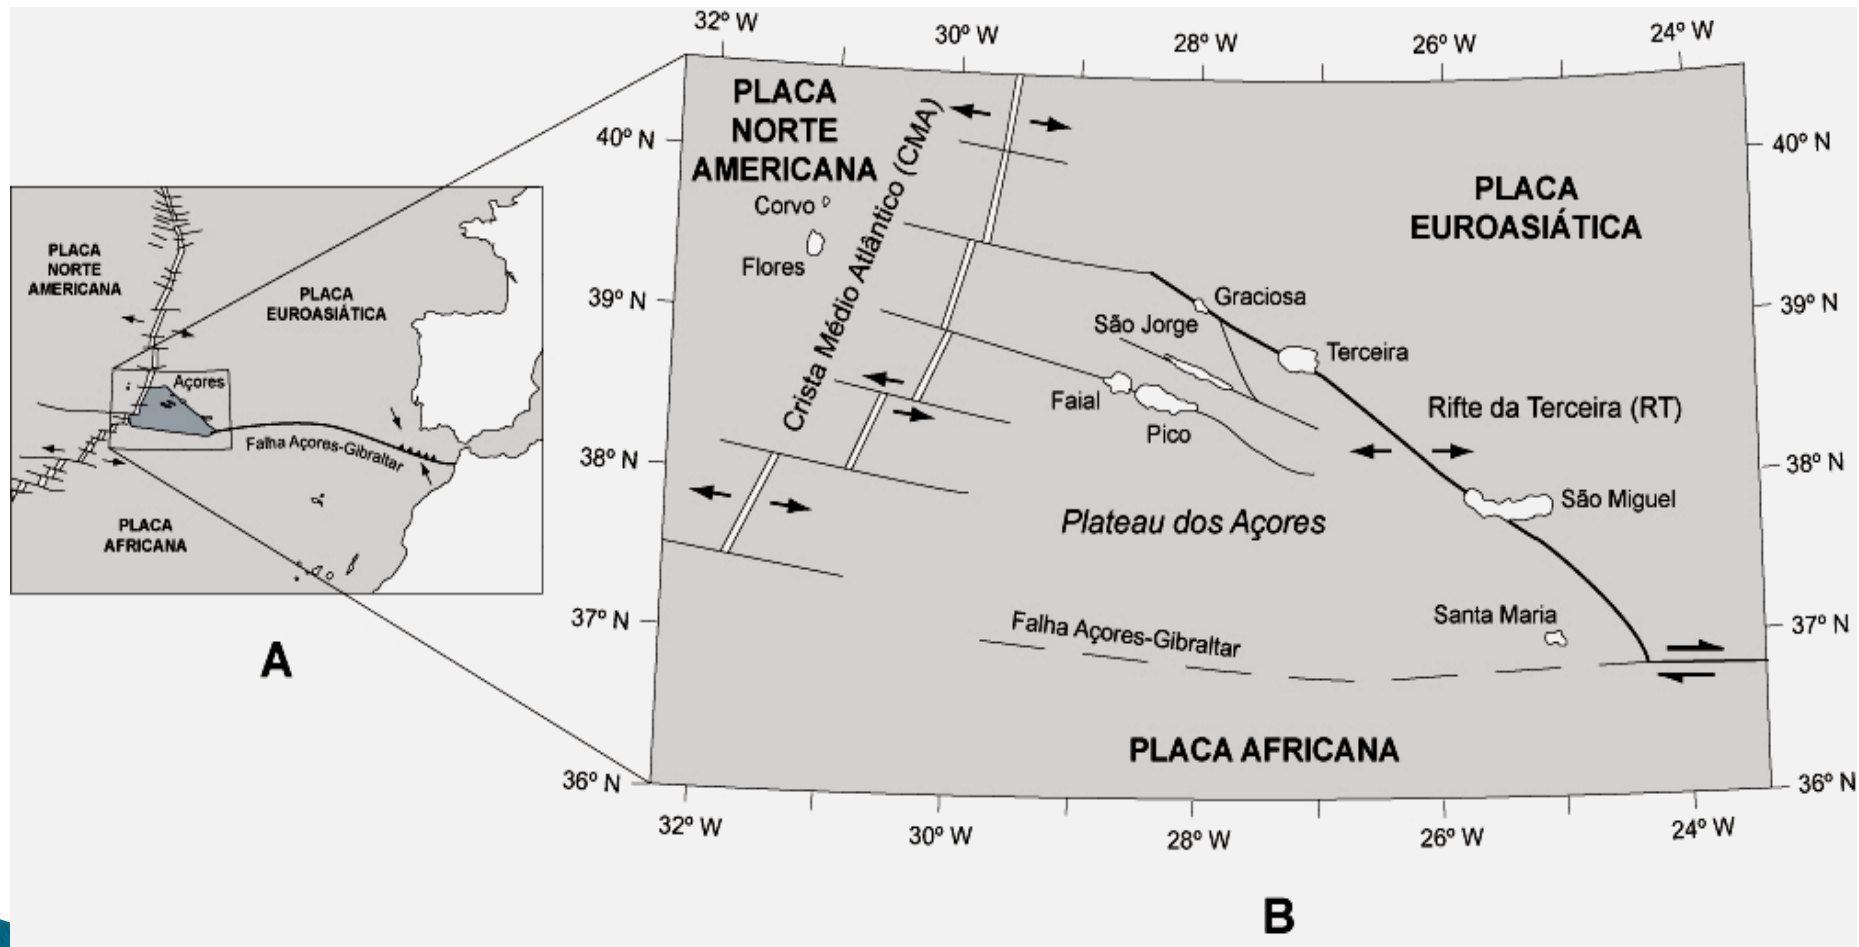 PLACA
NORTE
AMERICANA
PLACA
EUROASIÁTICA
Açores
Falha Açores-Gibraltar
PLACA
AFRICANA
A
32º W
30º W
28º W
26º W
24º W
40º N
39º N
38º N
37º N
36º N
PLACA
NORTE
AMERICANA
Corvo
Flores
Crista Médio Atlântico (CMA)
PLACA
EUROASIÁTICA
Graciosa
São Jorge
Terceira
Faial
Pico
Rifte da Terceira (RT)
São Miguel
Plateau dos Açores
Santa Maria
Falha Açores-Gibraltar
PLACA AFRICANA
40º N
39º N
38º N
37º N
36º N
32º W
30º W
28º W
26º W
24º W
B